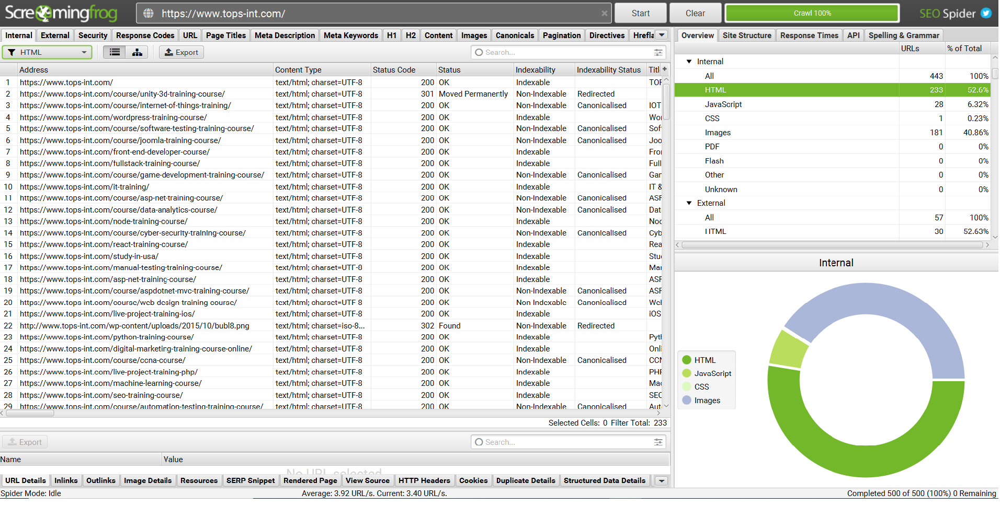 Screamingfrog https://www.tops-int.com/ × Start Clear Crawl 100% SEO Spider
Internal External Security Response Codes URL Page Titles Meta Description Meta Keywords H1 H2 Content Images Canonicals Pagination Directives Hrefla
HTML Export Search...
Address Content Type Status Code Status Indexability Indexability Status Titl +
1 https://www.tops-int.com/ text/html; charset=UTF-8 200 OK Indexable TOP
2 https://www.tops-int.com/course/unity-3d-training-course/ text/html; charset=UTF-8 301 Moved Permanently Non-Indexable Redirected
3 https://www.tops-int.com/course/internet-of-things-training/ text/html; charset=UTF-8 200 OK Non-Indexable Canonicalised IOT
4 https://www.tops-int.com/wordpress-training-course/ text/html; charset=UTF-8 200 OK Indexable Wor
5 https://www.tops-int.com/course/software-testing-training-course/ text/html; charset=UTF-8 200 OK Non-Indexable Canonicalised Sof
6 https://www.tops-int.com/course/joomla-training-course/ text/html; charset=UTF-8 200 OK Non-Indexable Canonicalised Joo
7 https://www.tops-int.com/front-end-developer-course/ text/html; charset=UTF-8 200 OK Indexable Fro
8 https://www.tops-int.com/fullstack-training-course/ text/html; charset=UTF-8 200 OK Indexable Full
9 https://www.tops-int.com/course/game-development-training-course/ text/html; charset=UTF-8 200 OK Non-Indexable Canonicalised Gar
10 https://www.tops-int.com/it-training/ text/html; charset=UTF-8 200 OK Indexable IT &
11 https://www.tops-int.com/course/asp-net-training-course/ text/html; charset=UTF-8 200 OK Non-Indexable Canonicalised ASF
12 https://www.tops-int.com/course/data-analytics-course/ text/html; charset=UTF-8 200 OK Non-Indexable Canonicalised Dat
13 https://www.tops-int.com/node-training-course/ text/html; charset=UTF-8 200 OK Indexable Noc
14 https://www.tops-int.com/course/cyber-security-training-course/ text/html; charset=UTF-8 200 OK Non-Indexable Canonicalised Cyb
15 https://www.tops-int.com/react-training-course/ text/html; charset=UTF-8 200 OK Indexable Rea
16 https://www.tops-int.com/study-in-usa/ text/html; charset=UTF-8 200 OK Indexable Stu
17 https://www.tops-int.com/manual-testing-training-course/ text/html; charset=UTF-8 200 OK Indexable Mar
18 https://www.tops-int.com/asp-net-training-course/ text/html; charset=UTF-8 200 OK Indexable ASF
19 https://www.tops-int.com/course/aspdotnet-mvc-training-course/ text/html; charset=UTF-8 200 OK Non-Indexable Canonicalised ASF
20 https://www.tops-int.com/course/web-design-training-course/ text/html; charset=UTF-8 200 OK Non-Indexable Canonicalised Wel
21 https://www.tops-int.com/live-project-training-ios/ text/html; charset=UTF-8 200 OK Indexable iOS
22 http://www.tops-int.com/wp-content/uploads/2015/10/bubl8.png text/html; charset=iso-8... 302 Found Non-Indexable Redirected
23 https://www.tops-int.com/python-training-course/ text/html; charset=UTF-8 200 OK Indexable Pyt
24 https://www.tops-int.com/digital-marketing-training-course-online/ text/html; charset=UTF-8 200 OK Indexable Onli
25 https://www.tops-int.com/course/ccna-course/ text/html; charset=UTF-8 200 OK Non-Indexable Canonicalised CCN
26 https://www.tops-int.com/live-project-training-php/ text/html; charset=UTF-8 200 OK Indexable PHP
27 https://www.tops-int.com/machine-learning-course/ text/html; charset=UTF-8 200 OK Indexable Mac
28 https://www.tops-int.com/seo-training-course/ text/html; charset=UTF-8 200 OK Indexable SEC
29 https://www.tops-int.com/course/automation-testing-training-course/ text/html; charset=UTF-8 200 OK Non-Indexable Canonicalised Aut
Selected Cells: 0 Filter Total: 233
Export Search...
Name Value
No URL selected
URL Details Inlinks Outlinks Image Details Resources SERP Snippet Rendered Page View Source HTTP Headers Cookies Duplicate Details Structured Data Details
Overview Site Structure Response Times API Spelling & Grammar
URLs % of Total
Internal
All 443 100%
HTML 233 52.6%
JavaScript 28 6.32%
CSS 1 0.23%
Images 181 40.86%
PDF 0 0%
Flash 0 0%
Other 0 0%
Unknown 0 0%
External
All 57 100%
HTML 30 52.63%
Internal
HTML
JavaScript
CSS
Images
Spider Mode: Idle Average: 3.92 URL/s. Current: 3.40 URL/s. Completed 500 of 500 (100%) 0 Remaining